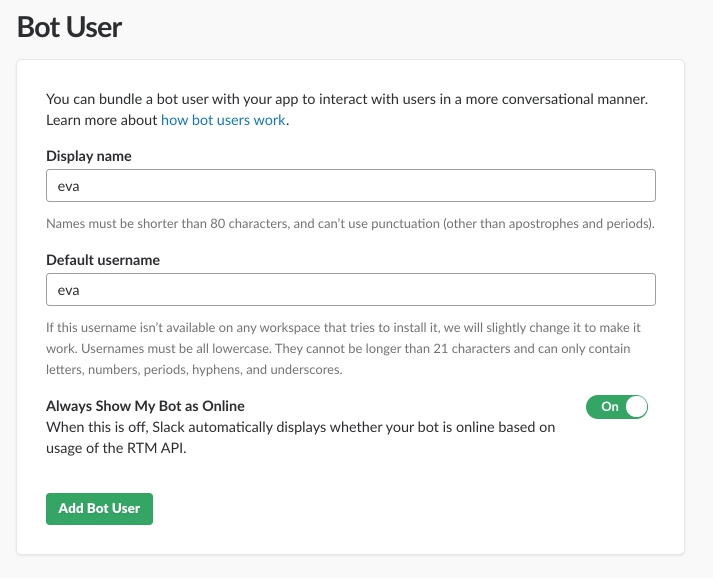 Bot User
You can bundle a bot user with your app to interact with users in a more conversational manner.
Learn more about how bot users work.
Display name
eva
Names must be shorter than 80 characters, and can't use punctuation (other than apostrophes and periods).
Default username
eva
If this username isn't available on any workspace that tries to install it, we will slightly change it to make it
work. Usernames must be all lowercase. They cannot be longer than 21 characters and can only contain
letters, numbers, periods, hyphens, and underscores.
Always Show My Bot as Online
On
When this is off, Slack automatically displays whether your bot is online based on
usage of the RTM API.
Add Bot User